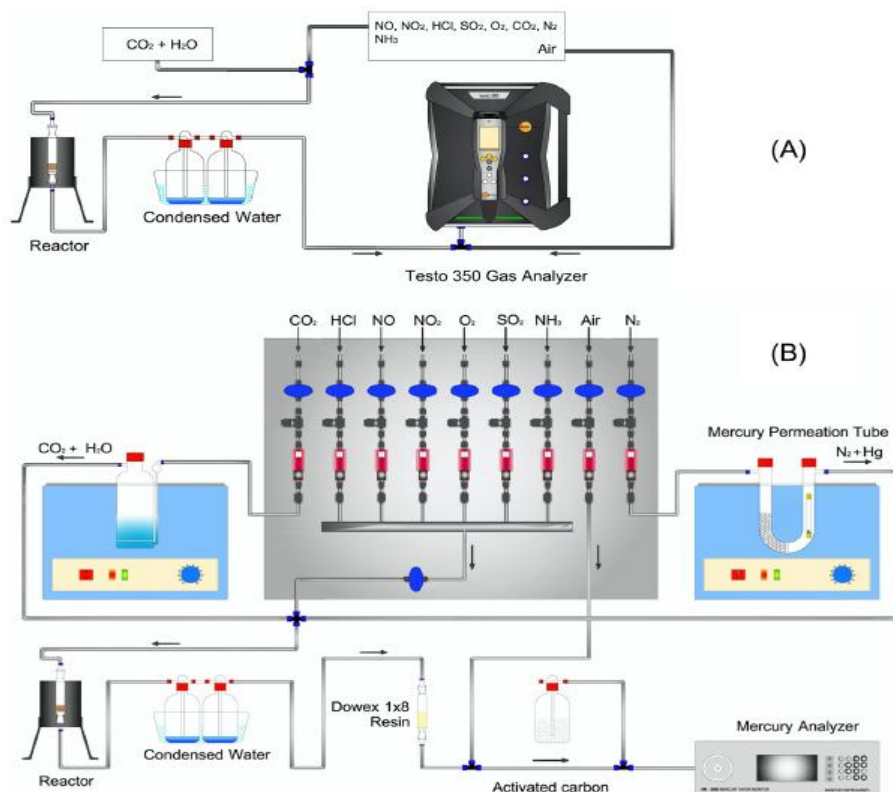 NO, NO₂, HCl, SO₂, O₂, CO₂, N₂
NH₃
Air
CO₂ + H₂O
(A)
Condensed Water
Reactor
Testo 350 Gas Analyzer
CO₂ HCl NO NO₂ O₂ SO₂ NH₃ Air N₂
(B)
Mercury Permeation Tube
CO₂ + H₂O
N₂ + Hg
Dowex 1x8
Resin
Mercury Analyzer
Condensed Water
Reactor
Activated carbon